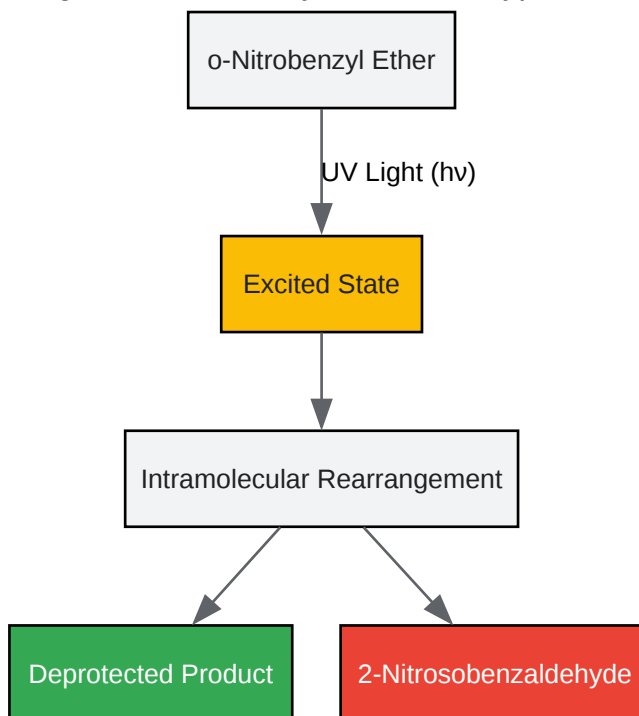 o-Nitrobenzyl Ether
UV Light (hν)
Excited State
Intramolecular Rearrangement
Deprotected Product
2-Nitrosobenzaldehyde